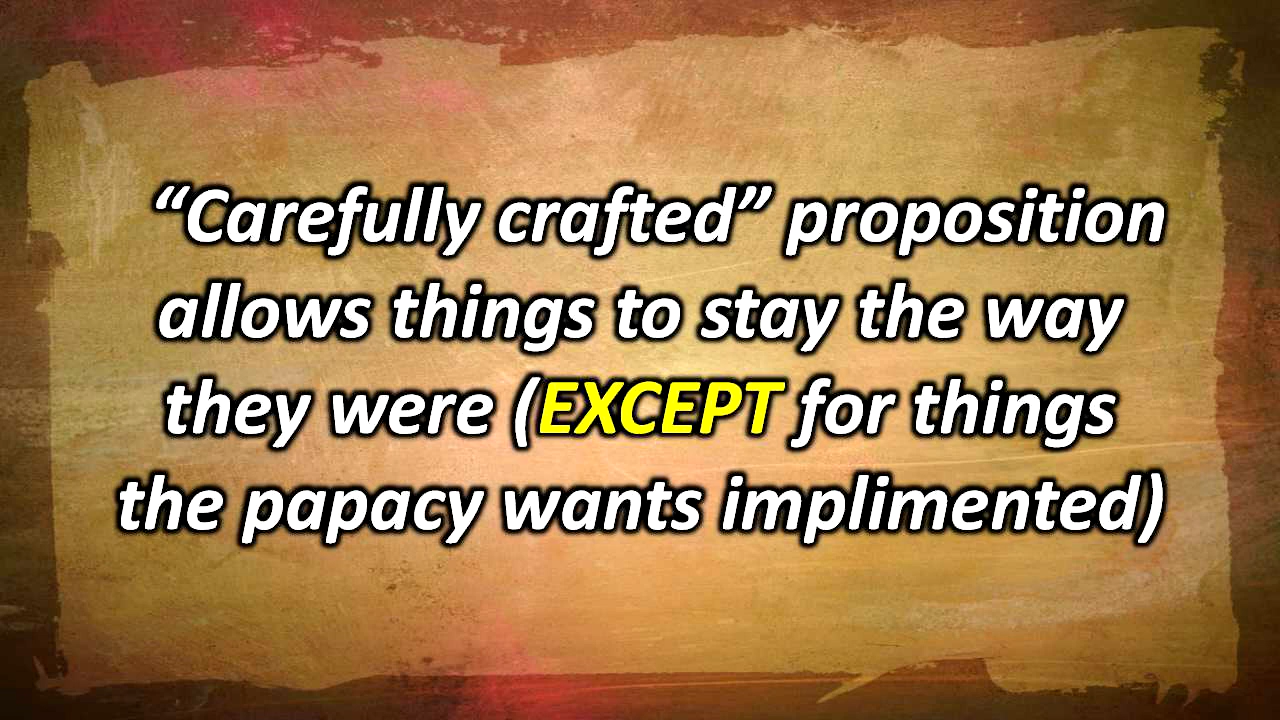 “Carefully crafted” proposition
allows things to stay the way
they were (EXCEPT for things
the papacy wants implimented)